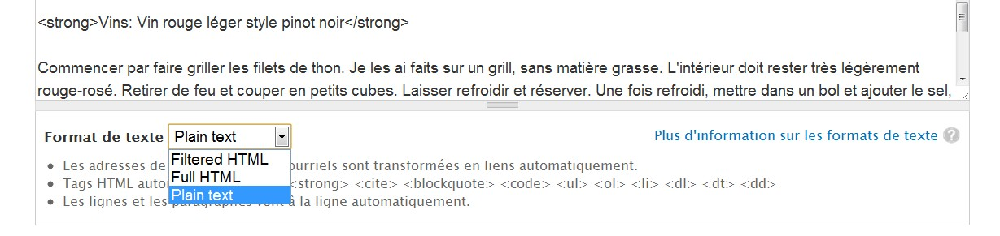 <strong>Vins: Vin rouge léger style pinot noir</strong>
Commencer par faire griller les filets de thon. Je les ai faits sur un grill, sans matière grasse. L'intérieur doit rester très légèrement
rouge-rosé. Retirer de feu et couper en petits cubes. Laisser refroidir et réserver. Une fois refroidi, mettre dans un bol et ajouter le sel,
Format de texte Plain text Plus d'information sur les formats de texte ?
Filtered HTML
Full HTML
Plain text
Les adresses de ourriels sont transformées en liens automatiquement.
Tags HTML auto <strong> <cite> <blockquote> <code> <ul> <ol> <li> <dl> <dt> <dd>
Les lignes et les paragraphes vont à la ligne automatiquement.